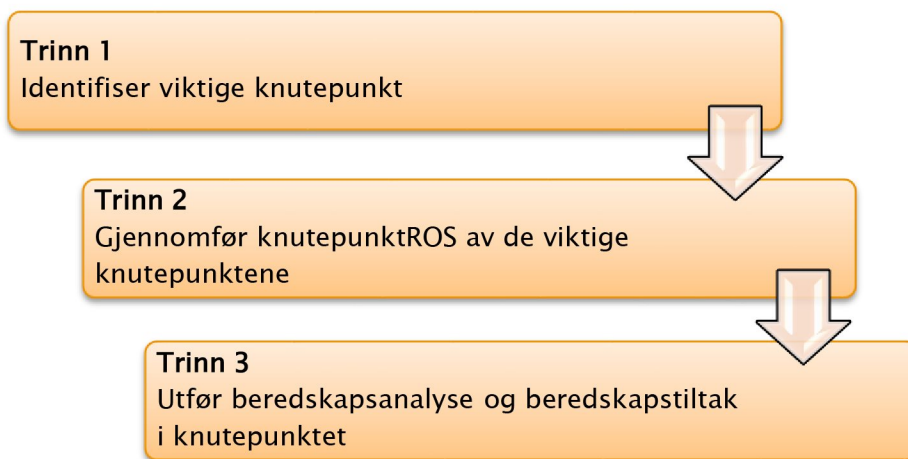 Trinn 1
Identifiser viktige knutepunkt
Trinn 2
Gjennomfør knutepunktROS av de viktige
knutepunktene
Trinn 3
Utfør beredskapsanalyse og beredskapstiltak
i knutepunktet